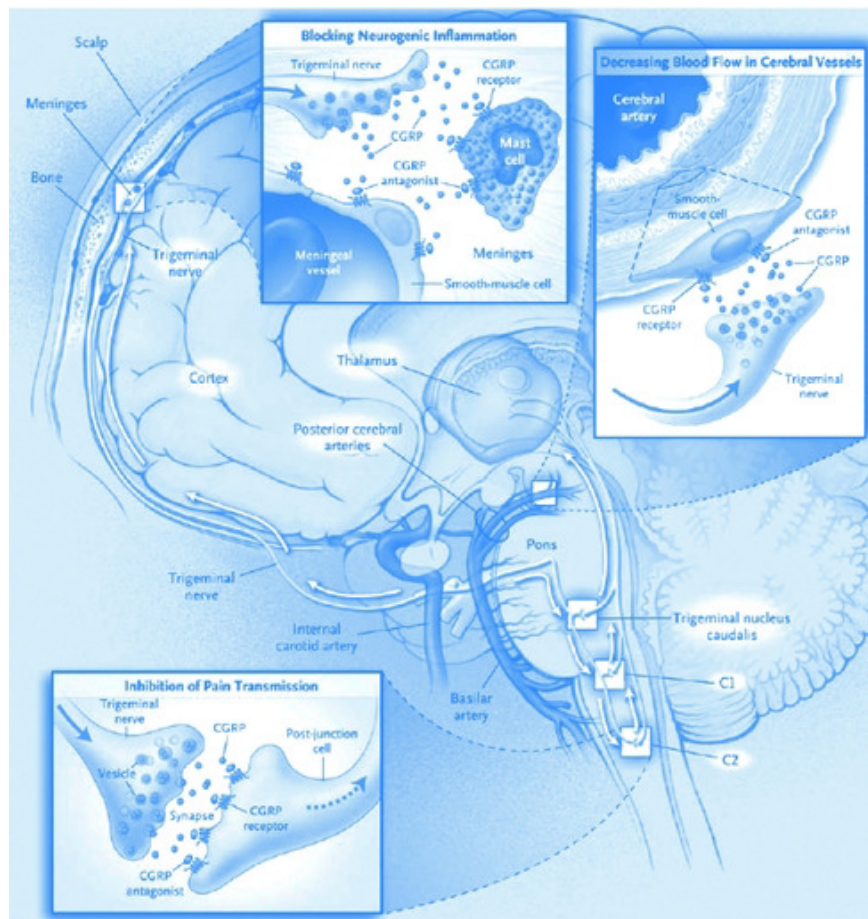 Scalp
Meninges
Bone
Trigeminal
nerve
Blocking Neurogenic Inflammation
Trigeminal nerve
CGRP
receptor
CGRP
Mast
cell
CGRP
antagonist
Meningeal
vessel
Meninges
Smooth-muscle cell
Decreasing Blood Flow in Cerebral Vessels
Cerebral
artery
Smooth-
muscle cell
CGRP
antagonist
CGRP
CGRP
receptor
Trigeminal
nerve
Cortex
Thalamus
Posterior cerebral
arteries
Pons
Trigeminal
nerve
Internal
carotid artery
Trigeminal nucleus
caudalis
Basilar
artery
C1
C2
Inhibition of Pain Transmission
Trigeminal
nerve
CGRP
Post-junction
cell
Vesicle
Synapse
CGRP
receptor
CGRP
antagonist